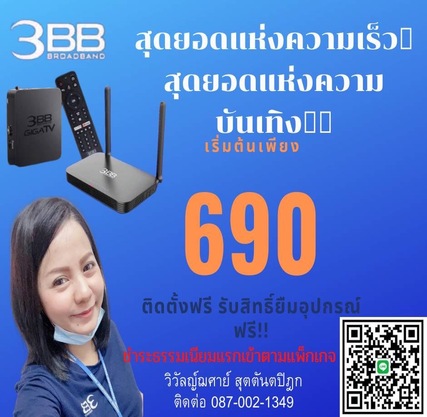 3BB
BROADBAND
สุดยอดแห่งความเร็ว
สุดยอดแห่งความ
บันเทิง
เริ่มต้นเพียง
3BB
GIGATV
3BB
690
ติดตั้งฟรี รับสิทธิ์ยืมอุปกรณ์
ฟรี!!
ชำระธรรมเนียมแรกเข้าตามแพ็กเกจ
วิวัลญ์ฌศาย์ สุตดันตปิฎก
ติดต่อ 087-002-1349